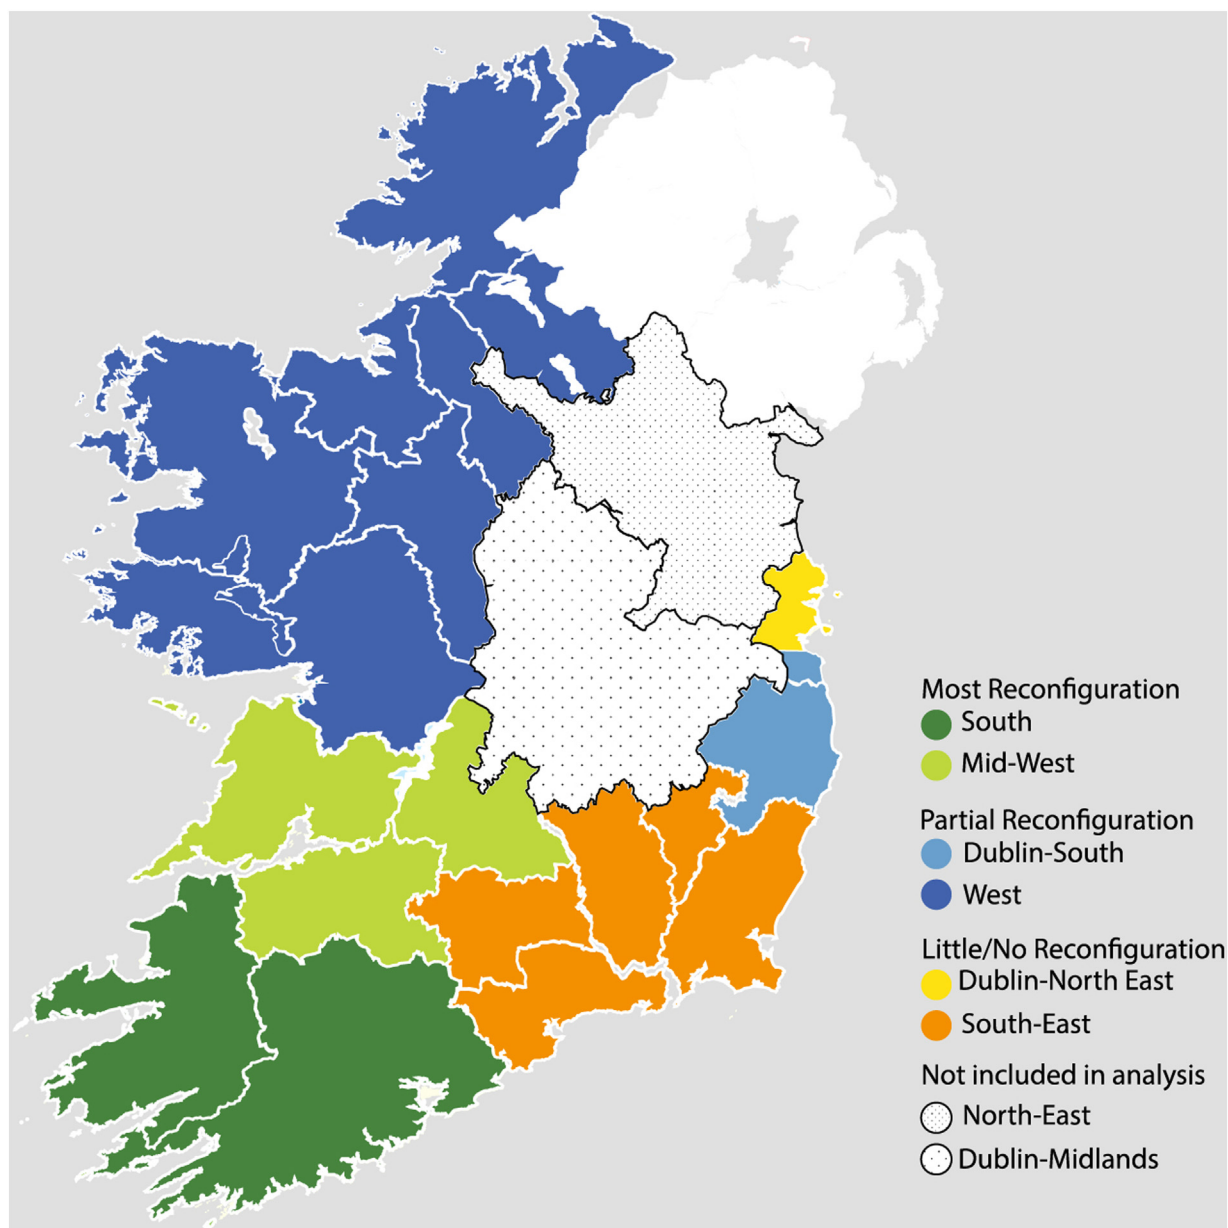 Most Reconfiguration
South
Mid-West
Partial Reconfiguration
Dublin-South
West
Little/No Reconfiguration
Dublin-North East
South-East
Not included in analysis
North-East
Dublin-Midlands